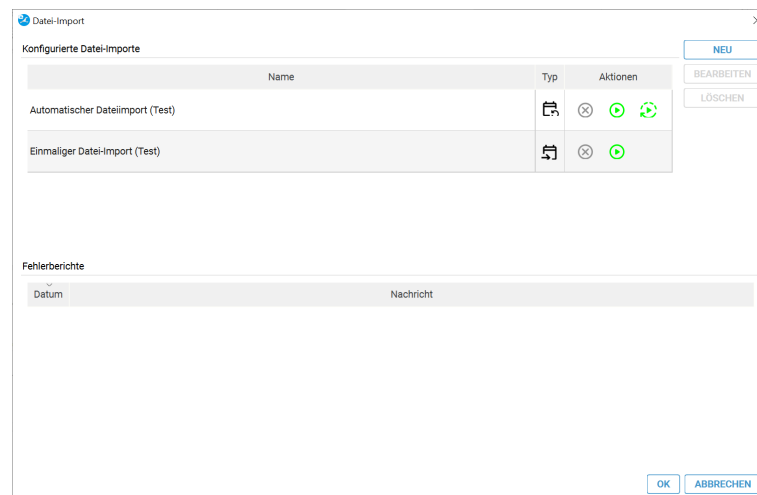 Datei-Import
Konfigurierte Datei-Importe
NEU
Name Typ Aktionen
BEARBEITEN
LÖSCHEN
Automatischer Dateiimport (Test)
Einmaliger Datei-Import (Test)
Fehlerberichte
Datum Nachricht
OK ABBRECHEN